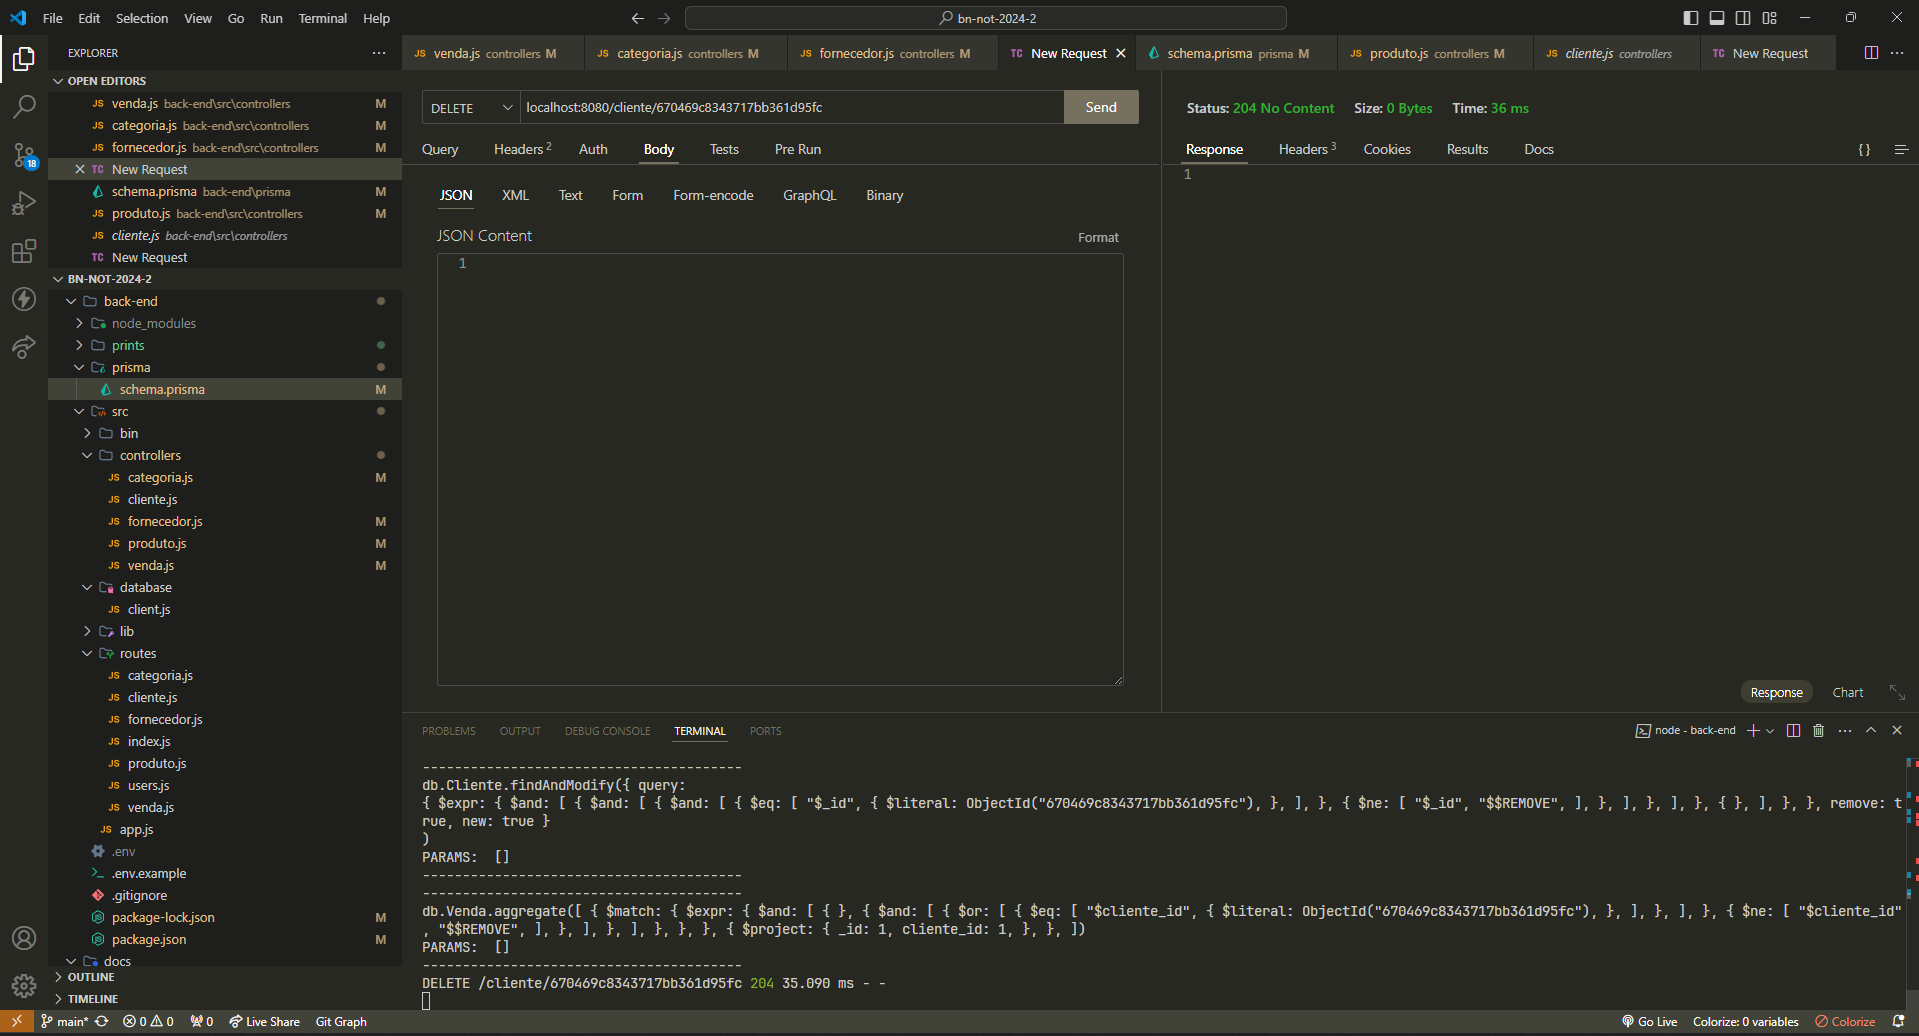 File Edit Selection View Go Run Terminal Help
bn-not-2024-2
EXPLORER
OPEN EDITORS
JS venda.js back-end\src\controllers M
JS categoria.js back-end\src\controllers M
JS fornecedor.js back-end\src\controllers M
TC New Request
schema.prisma back-end\prisma M
JS produto.js back-end\src\controllers M
JS cliente.js back-end\src\controllers
TC New Request
BN-NOT-2024-2
back-end
node_modules
prints
prisma
schema.prisma M
src
bin
controllers
JS categoria.js M
JS cliente.js
JS fornecedor.js M
JS produto.js M
JS venda.js M
database
JS client.js
lib
routes
JS categoria.js
JS cliente.js
JS fornecedor.js
JS index.js
JS produto.js
JS users.js
JS venda.js
JS app.js
.env
.env.example
.gitignore
package-lock.json M
package.json M
docs
OUTLINE
TIMELINE
18
JS venda.js controllers M
JS categoria.js controllers M
JS fornecedor.js controllers M
TC New Request
schema.prisma prisma M
JS produto.js controllers M
JS cliente.js controllers
TC New Request
DELETE localhost:8080/cliente/670469c8343717bb361d95fc Send
Query Headers 2 Auth Body Tests Pre Run
JSON XML Text Form Form-encode GraphQL Binary
JSON Content
Format
1
Status: 204 No Content Size: 0 Bytes Time: 36 ms
Response Headers 3 Cookies Results Docs {}
1
Response Chart
PROBLEMS OUTPUT DEBUG CONSOLE TERMINAL PORTS
node - back-end
----------------------------------------
db.Cliente.findAndModify({ query:
{ $expr: { $and: [ { $and: [ { $and: [ { $eq: [ "$_id", { $literal: ObjectId("670469c8343717bb361d95fc"), }, ], }, { $ne: [ "$_id", "$$REMOVE", ], }, ], }, ], }, { }, ], }, }, remove: t
rue, new: true }
)
PARAMS: []
----------------------------------------
----------------------------------------
db.Venda.aggregate([ { $match: { $expr: { $and: [ { }, { $and: [ { $or: [ { $eq: [ "$cliente_id", { $literal: ObjectId("670469c8343717bb361d95fc"), }, ], }, ], }, { $ne: [ "$cliente_id"
, "$$REMOVE", ], }, ], }, ], }, }, }, { $project: { _id: 1, cliente_id: 1, }, }, ])
PARAMS: []
----------------------------------------
DELETE /cliente/670469c8343717bb361d95fc 204 35.090 ms - -
main* 0 0 0 Live Share Git Graph
Go Live Colorize: 0 variables Colorize